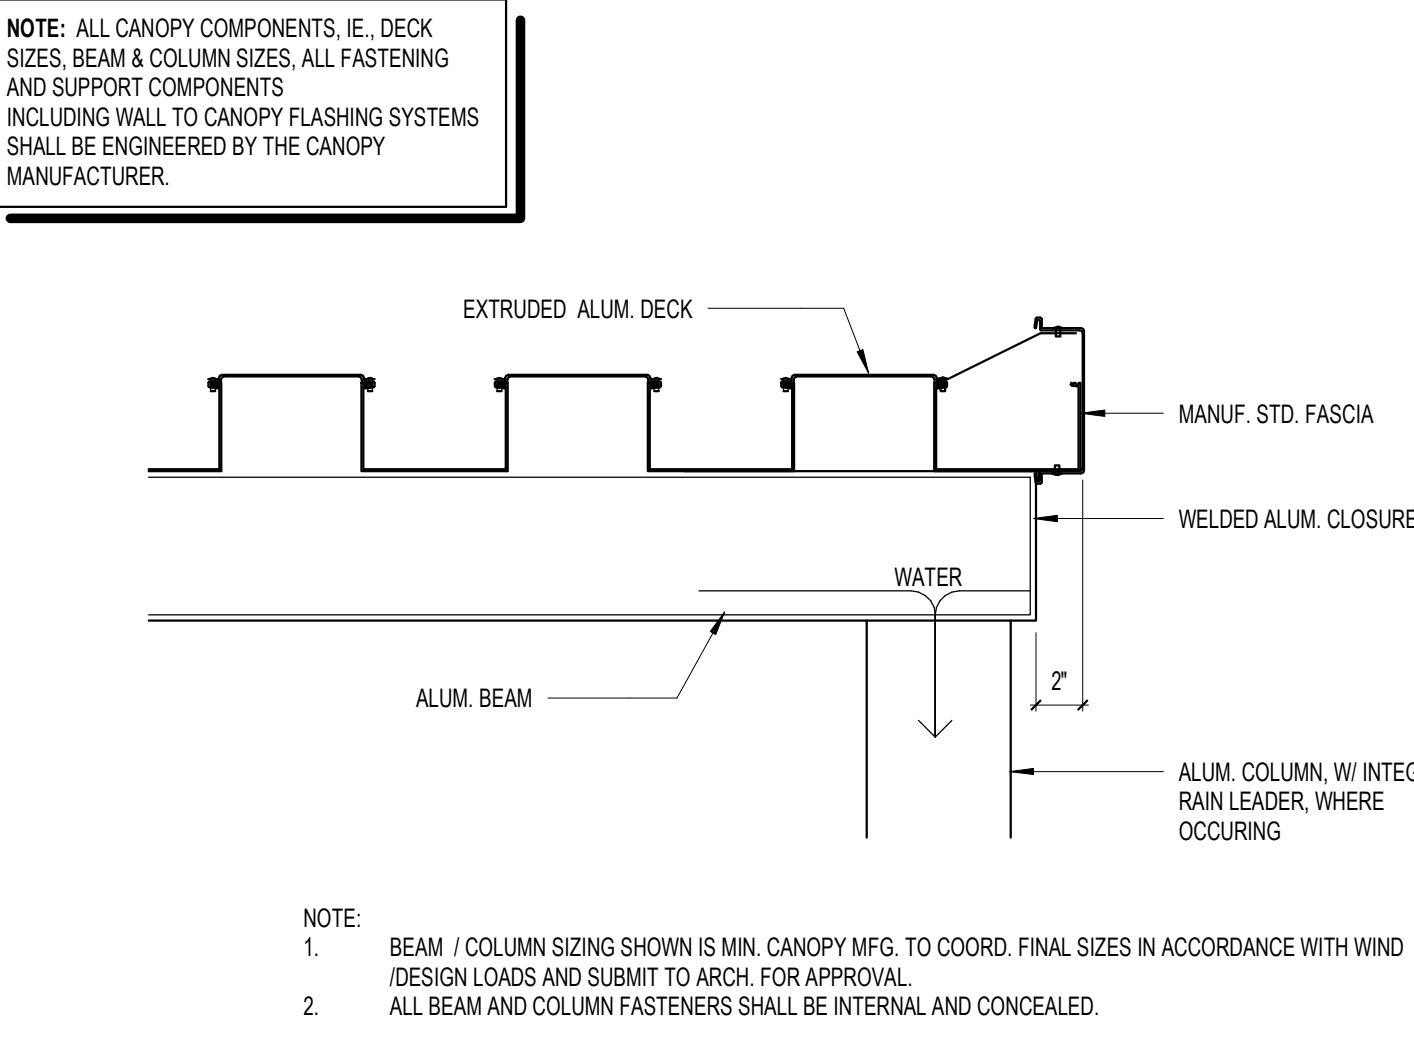 NOTE: ALL CANOPY COMPONENTS, IE., DECK
SIZES, BEAM & COLUMN SIZES, ALL FASTENING
AND SUPPORT COMPONENTS
INCLUDING WALL TO CANOPY FLASHING SYSTEMS
SHALL BE ENGINEERED BY THE CANOPY
MANUFACTURER.
EXTRUDED ALUM. DECK
MANUF. STD. FASCIA
WELDED ALUM. CLOSURE
WATER
ALUM. BEAM
2"
ALUM. COLUMN, W/
RAIN LEADER, WHERE
OCCURING
NOTE:
1. BEAM / COLUMN SIZING SHOWN IS MIN. CANOPY MFG. TO COORD. FINAL SIZES IN ACCORDANCE WITH WIND
/DESIGN LOADS AND SUBMIT TO ARCH. FOR APPROVAL.
2. ALL BEAM AND COLUMN FASTENERS SHALL BE INTERNAL AND CONCEALED.